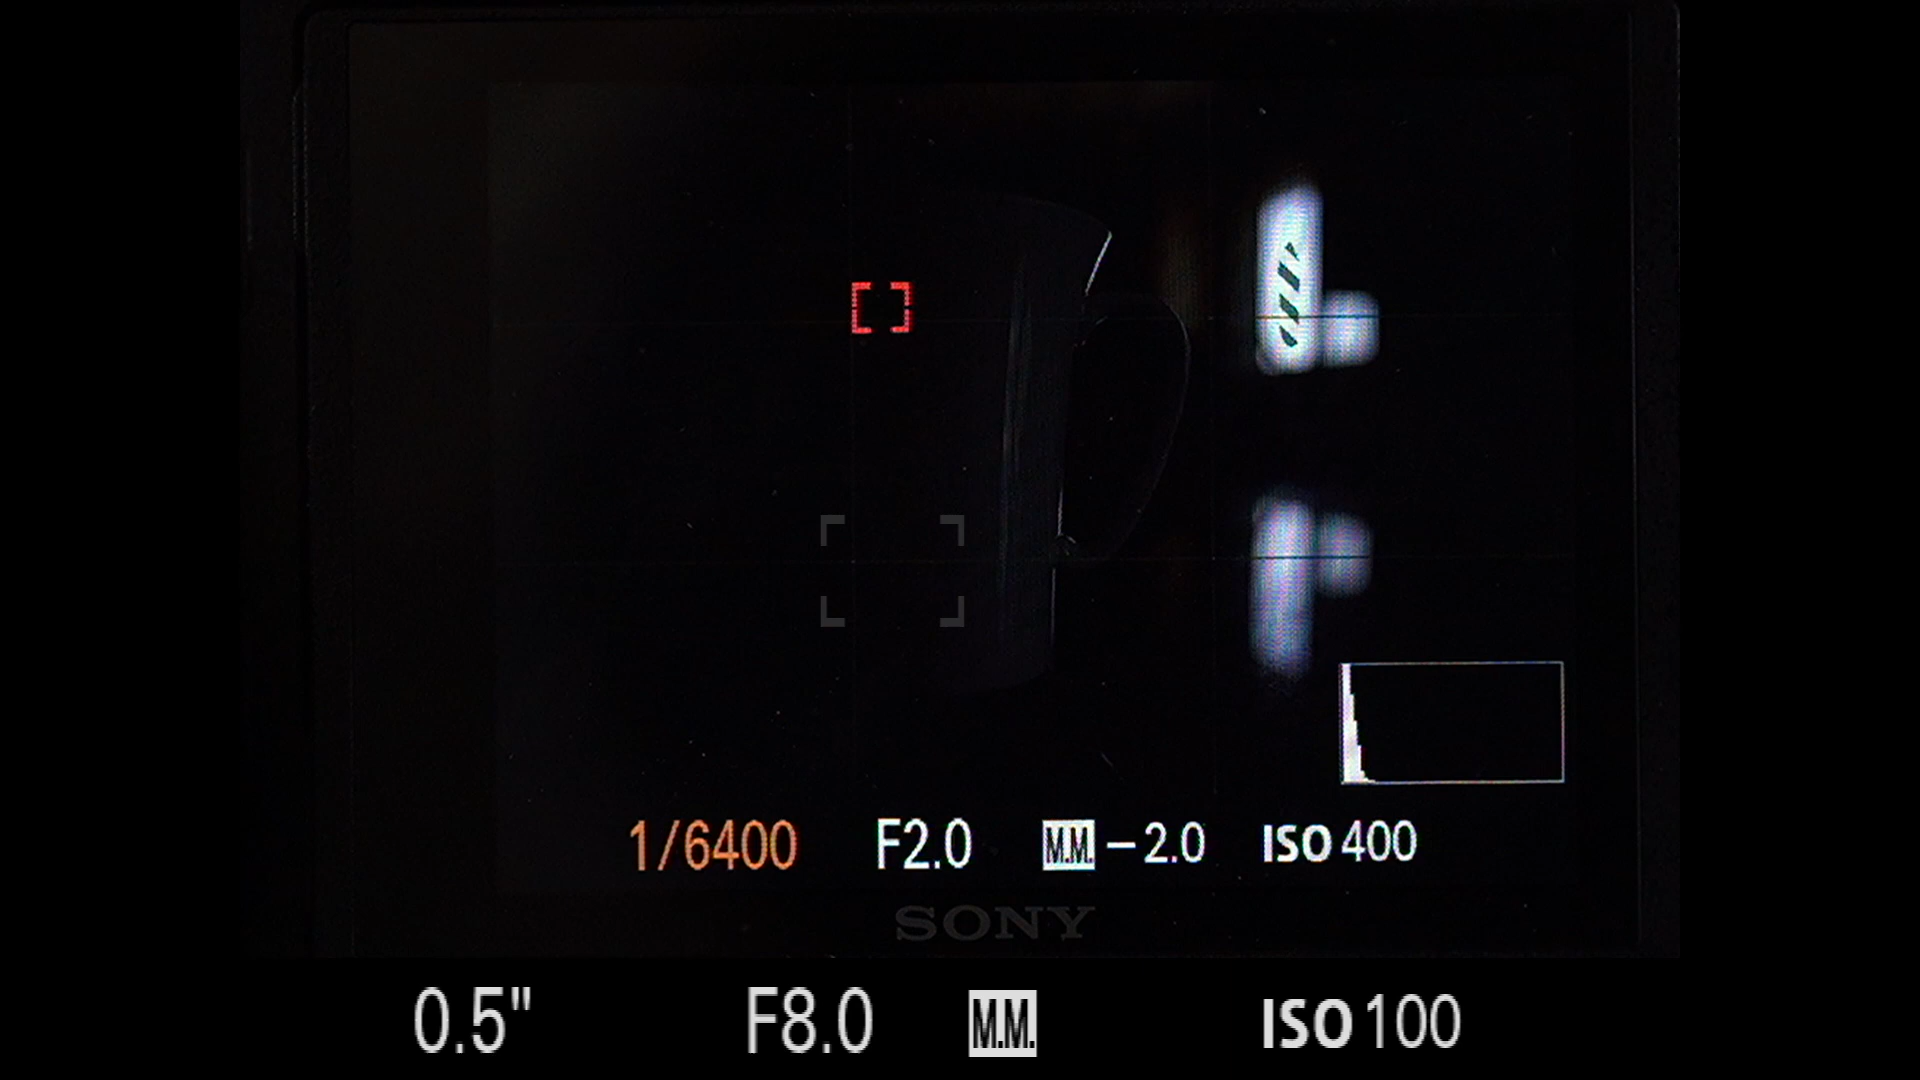 1/6400 F2.0 M.M. –2.0 ISO 400
SONY
0.5" F8.0 M.M. ISO 100